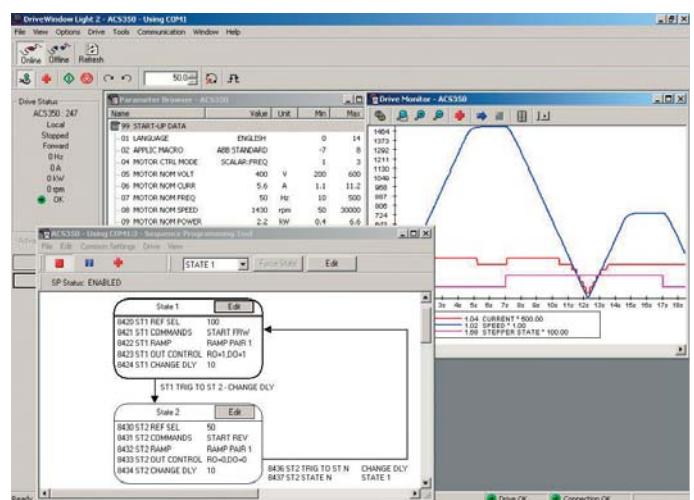 DriveWindow Light 2 - ACS350 - Using COM1
File View Options Drive Tools Communication Window Help
Online Offline Refresh
50.0
Drive Status
ACS350 : 247
Local
Stopped
Forward
0 Hz
0 A
0 kW
0 rpm
OK
Parameter Browser - ACS350
Name Value Unit Min Max
99 START-UP DATA
01 LANGUAGE ENGLISH 0 14
02 APPLIC MACRO ABB STANDARD -7 8
04 MOTOR CTRL MODE SCALAR:FREQ 1 3
05 MOTOR NOM VOLT 400 V 200 600
06 MOTOR NOM CURR 5.6 A 1.1 11.2
07 MOTOR NOM FREQ 50 Hz 10 500
08 MOTOR NOM SPEED 1430 rpm 50 30000
09 MOTOR NOM POWER 2.2 kW 0.4 6.6
Drive Monitor - ACS350
1454
1373
1292
1211
1130
1049
968
887
806
724
3s 4s 5s 6s 7s 8s 9s 10s 11s 12s 13s 14s 15s 16s 17s 18s
1.04 CURRENT * 500.00
1.02 SPEED * 1.00
1.68 STEPPER STATE * 100.00
ACS350 - Using COM1:3 - Sequence Programming Tool
File Edit Common Settings Drive View
STATE 1 Force State Edit
SP Status: ENABLED
State 1 Edit
8420 ST1 REF SEL 100
8421 ST1 COMMANDS START FRW
8422 ST1 RAMP RAMP PAIR 1
8423 ST1 OUT CONTROL RO=1,DO=1
8424 ST1 CHANGE DLY 10
ST1 TRIG TO ST 2 - CHANGE DLY
State 2 Edit
8430 ST2 REF SEL 50
8431 ST2 COMMANDS START REV
8432 ST2 RAMP RAMP PAIR 1
8433 ST2 OUT CONTROL RO=0,DO=0
8434 ST2 CHANGE DLY 10
8436 ST2 TRIG TO ST N CHANGE DLY
8437 ST2 STATE N STATE 1
Ready
Drive OK Connection OK